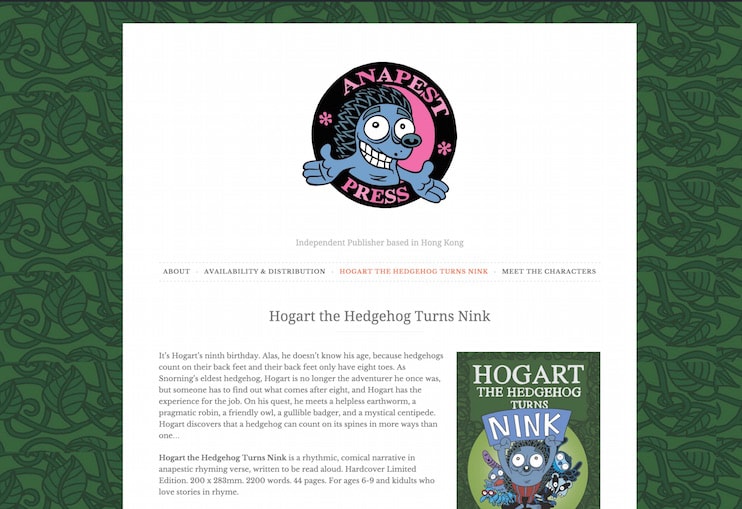 ANAPEST
PRESS
Independent Publisher based in Hong Kong
ABOUT
AVAILABILITY & DISTRIBUTION
HOGART THE HEDGEHOG TURNS NINK
MEET THE CHARACTERS
Hogart the Hedgehog Turns Nink
It's Hogart's ninth birthday. Alas, he doesn't know his age, because hedgehogs
count on their back feet and their back feet only have eight toes. As
Snorning's eldest hedgehog, Hogart is no longer the adventurer he once was,
but someone has to find out what comes after eight, and Hogart has the
experience for the job. On his quest, he meets a helpless earthworm, a
pragmatic robin, a friendly owl, a gullible badger, and a mystical centipede.
Hogart discovers that a hedgehog can count on its spines in more ways than
one…
Hogart the Hedgehog Turns Nink is a rhythmic, comical narrative in
anapestic rhyming verse, written to be read aloud. Hardcover Limited
Edition. 200 x 283mm. 2200 words. 44 pages. For ages 6-9 and kidults who
love stories in rhyme.
HOGART
THE HEDGEHOG
TURNS
NINK